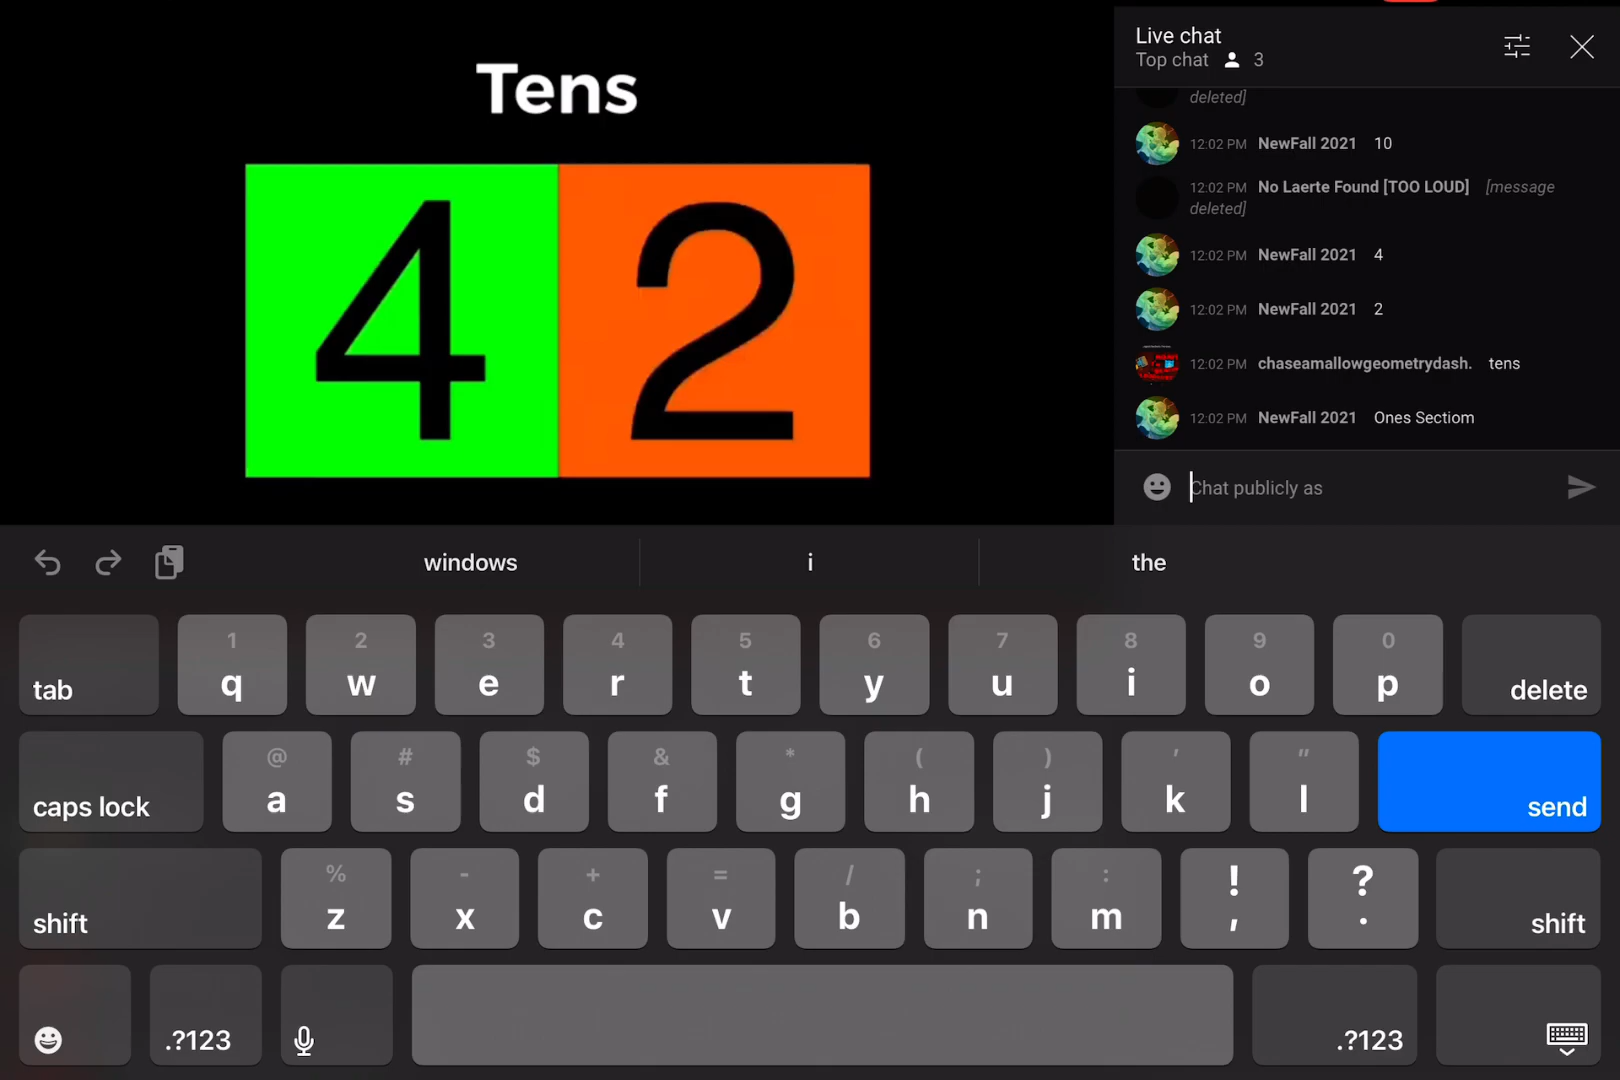 Tens
4 2
Live chat
Top chat 3
deleted]
12:02 PM NewFall 2021 10
12:02 PM No Laerte Found [TOO LOUD] [message
deleted]
12:02 PM NewFall 2021 4
12:02 PM NewFall 2021 2
12:02 PM chaseamallowgeometrydash. tens
12:02 PM NewFall 2021 Ones Sectiom
Chat publicly as
windows i the
1 2 3 4 5 6 7 8 9 0
tab q w e r t y u i o p delete
@ # $ & * ( ) ' "
caps lock a s d f g h j k l send
% - + = / ; : ! ?
shift z x c v b n m , . shift
.?123 .?123